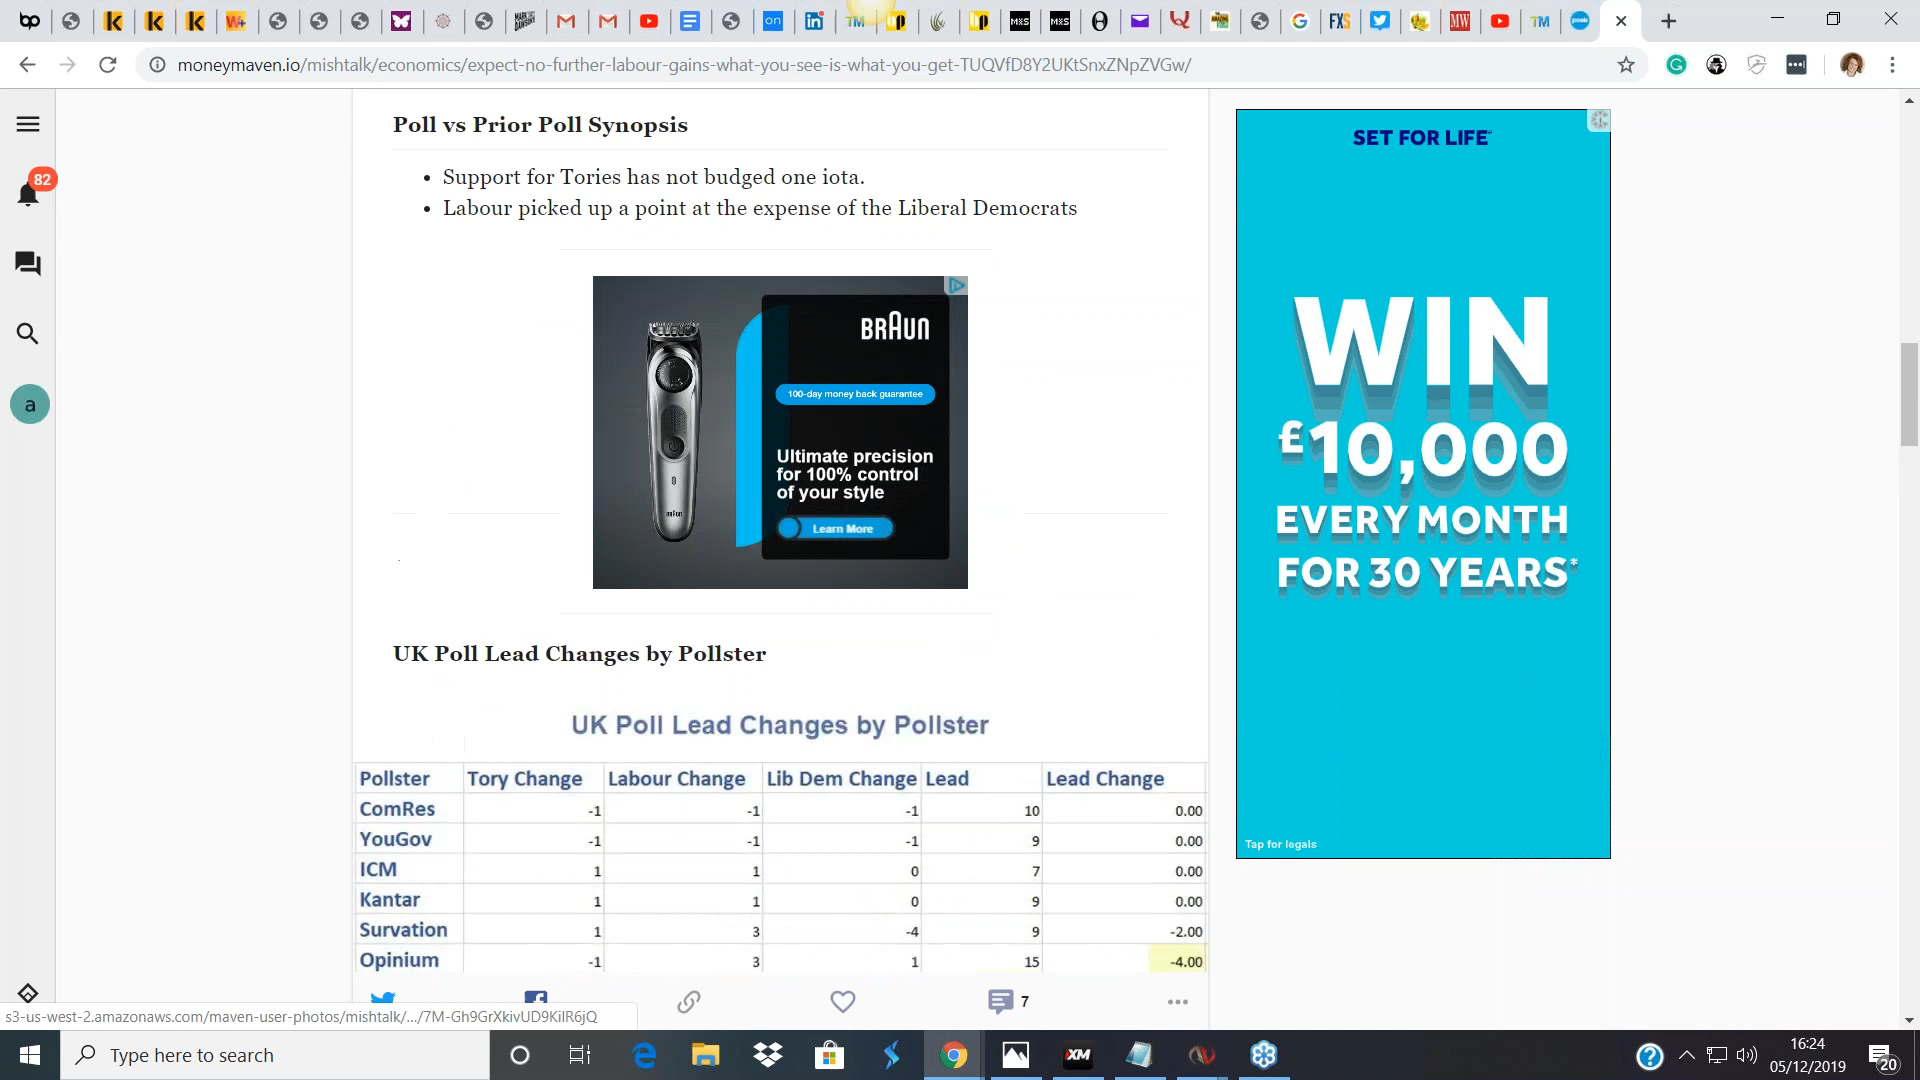 moneymaven.io/mishtalk/economics/expect-no-further-labour-gains-what-you-see-is-what-you-get-TUQVfD8Y2UKtSnxZNpZVGw/
82
a
Poll vs Prior Poll Synopsis
• Support for Tories has not budged one iota.
• Labour picked up a point at the expense of the Liberal Democrats
BRAUN
100-day money back guarantee
Ultimate precision
for 100% control
of your style
Learn More
BRAUN
SET FOR LIFE
WIN
£10,000
EVERY MONTH
FOR 30 YEARS*
Tap for legals
UK Poll Lead Changes by Pollster
UK Poll Lead Changes by Pollster
Pollster Tory Change Labour Change Lib Dem Change Lead Lead Change
ComRes -1 -1 -1 10 0.00
YouGov -1 -1 -1 9 0.00
ICM 1 1 0 7 0.00
Kantar 1 1 0 9 0.00
Survation 1 3 -4 9 -2.00
Opinium -1 3 1 15 -4.00
7
s3-us-west-2.amazonaws.com/maven-user-photos/mishtalk/.../7M-Gh9GrXkivUD9KiIR6jQ
Type here to search
XM
16:24
05/12/2019
20